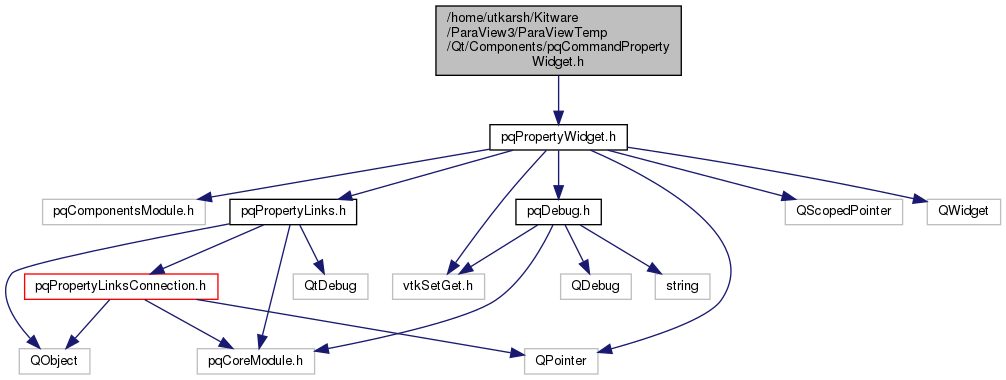 /home/utkarsh/Kitware
/ParaView3/ParaViewTemp
/Qt/Components/pqCommandProperty
Widget.h
pqPropertyWidget.h
pqComponentsModule.h
pqPropertyLinks.h
pqDebug.h
QScopedPointer
QWidget
pqPropertyLinksConnection.h
QtDebug
vtkSetGet.h
QDebug
string
QObject
pqCoreModule.h
QPointer